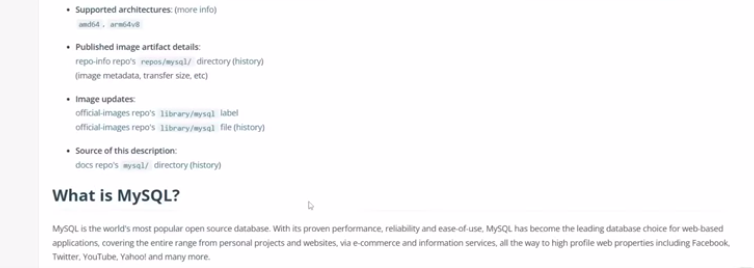 Supported architectures: (more info)
amd64 , arm64v8
Published image artifact details:
repo-info repo's repos/mysql/ directory (history)
(image metadata, transfer size, etc)
Image updates:
official-images repo's library/mysql label
official-images repo's library/mysql file (history)
Source of this description:
docs repo's mysql/ directory (history)
What is MySQL?
MySQL is the world's most popular open source database. With its proven performance, reliability and ease-of-use, MySQL has become the leading database choice for web-based
applications, covering the entire range from personal projects and websites, via e-commerce and information services, all the way to high profile web properties including Facebook,
Twitter, YouTube, Yahoo! and many more.